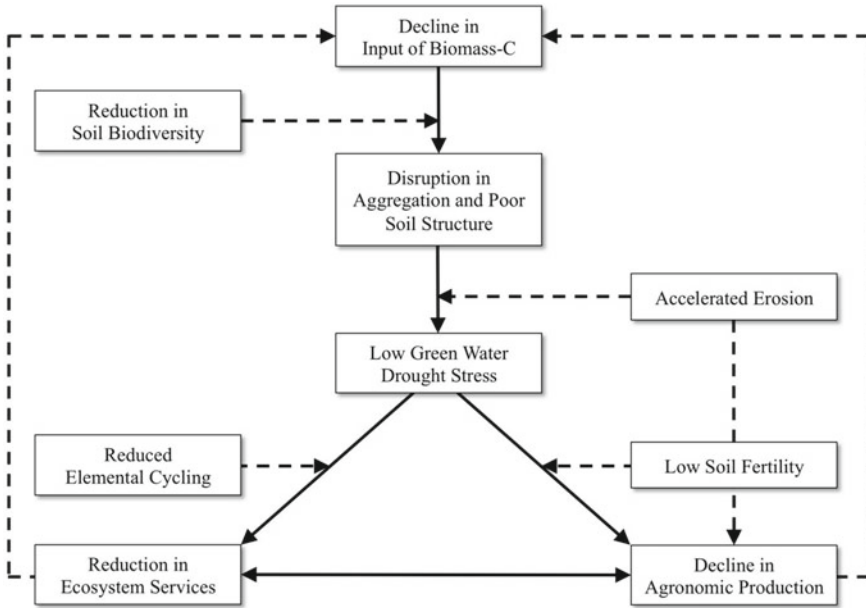 Decline in
Input of Biomass-C
Reduction in
Soil Biodiversity
Disruption in
Aggregation and Poor
Soil Structure
Accelerated Erosion
Low Green Water
Drought Stress
Reduced
Elemental Cycling
Low Soil Fertility
Reduction in
Ecosystem Services
Decline in
Agronomic Production